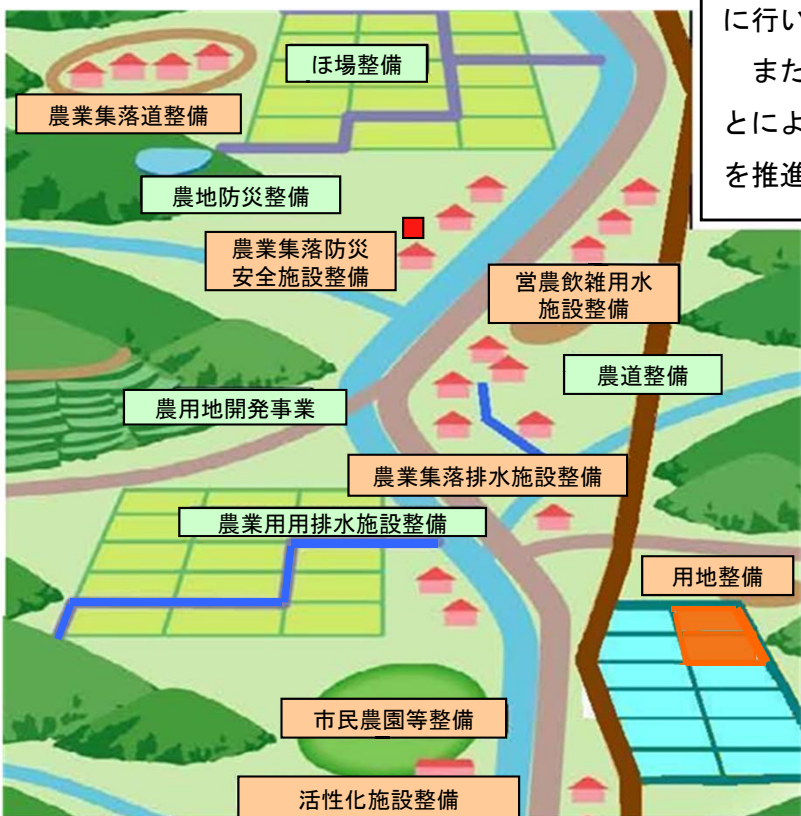 に行い
また
とによ
を推進
ほ場整備
農業集落道整備
農地防災整備
農業集落防災
安全施設整備
営農飲雑用水
施設整備
農道整備
農用地開発事業
農業集落排水施設整備
農業用用排水施設整備
用地整備
市民農園等整備
活性化施設整備